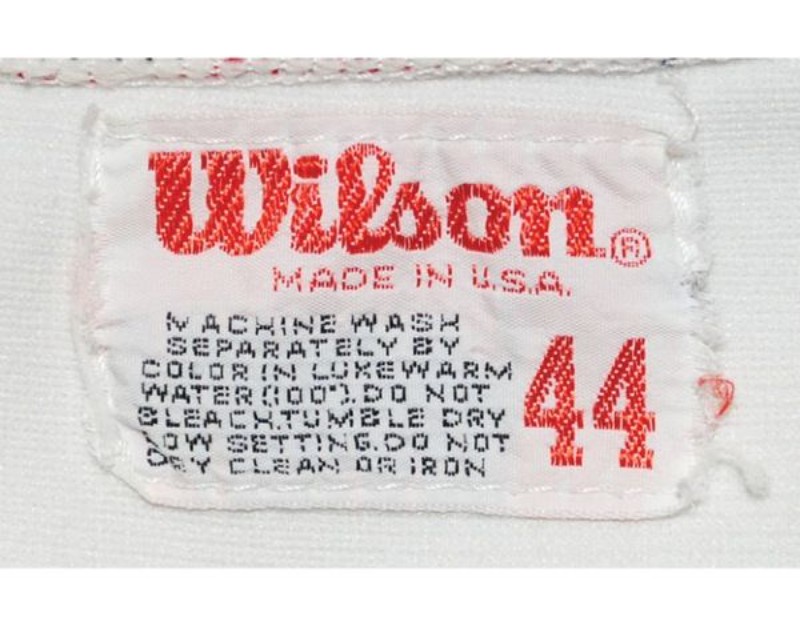 Wilson®
MADE IN U.S.A.
MACHINE WASH
SEPARATELY BY
COLOR IN LUKEWARM
WATER (100°). DO NOT
BLEACH. TUMBLE DRY
LOW SETTING. DO NOT
DRY CLEAN OR IRON
44